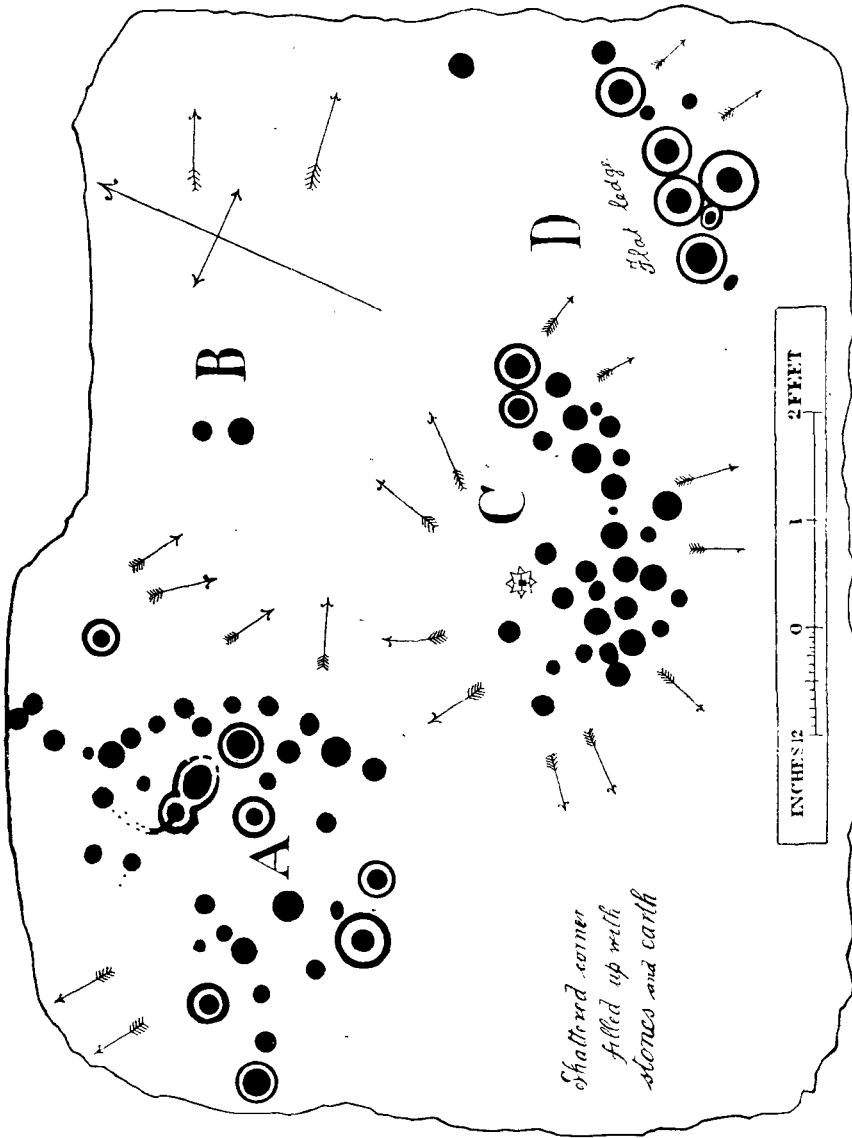 A
B
C
D
Flat ledge
Shattered corner
filled up with
stones and earth
INCHES 12 0 1 2 FEET